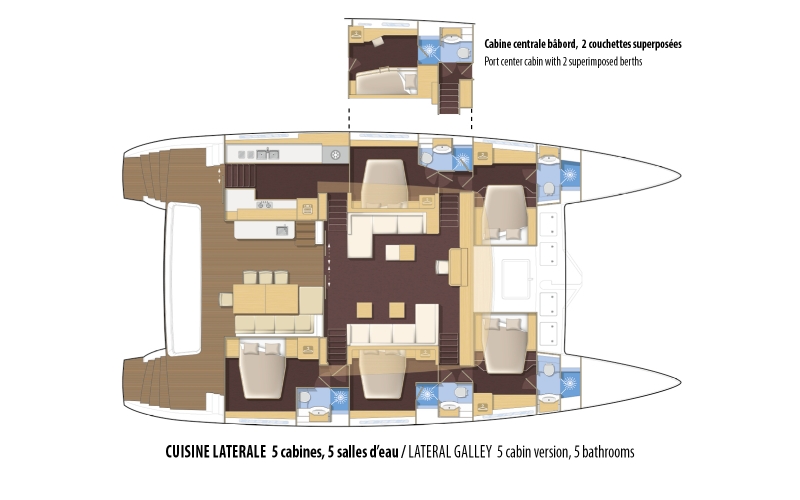 Cabine centrale bâbord, 2 couchettes superposées
Port center cabin with 2 superimposed berths
CUISINE LATERALE 5 cabines, 5 salles d'eau / LATERAL GALLEY 5 cabin version, 5 bathrooms